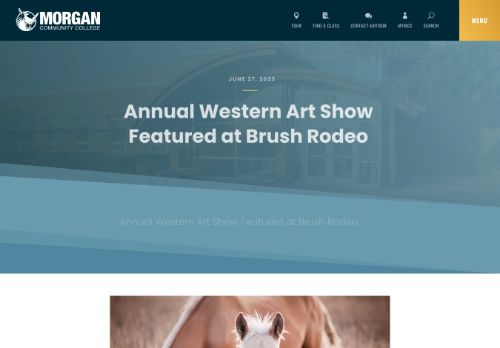 MORGAN
COMMUNITY COLLEGE
TOUR
FIND A CLASS
CONTACT ADVISOR
MYMCC
SEARCH
MENU
JUNE 27, 2023
Annual Western Art Show
Featured at Brush Rodeo
Annual Western Art Show Featured at Brush Rodeo